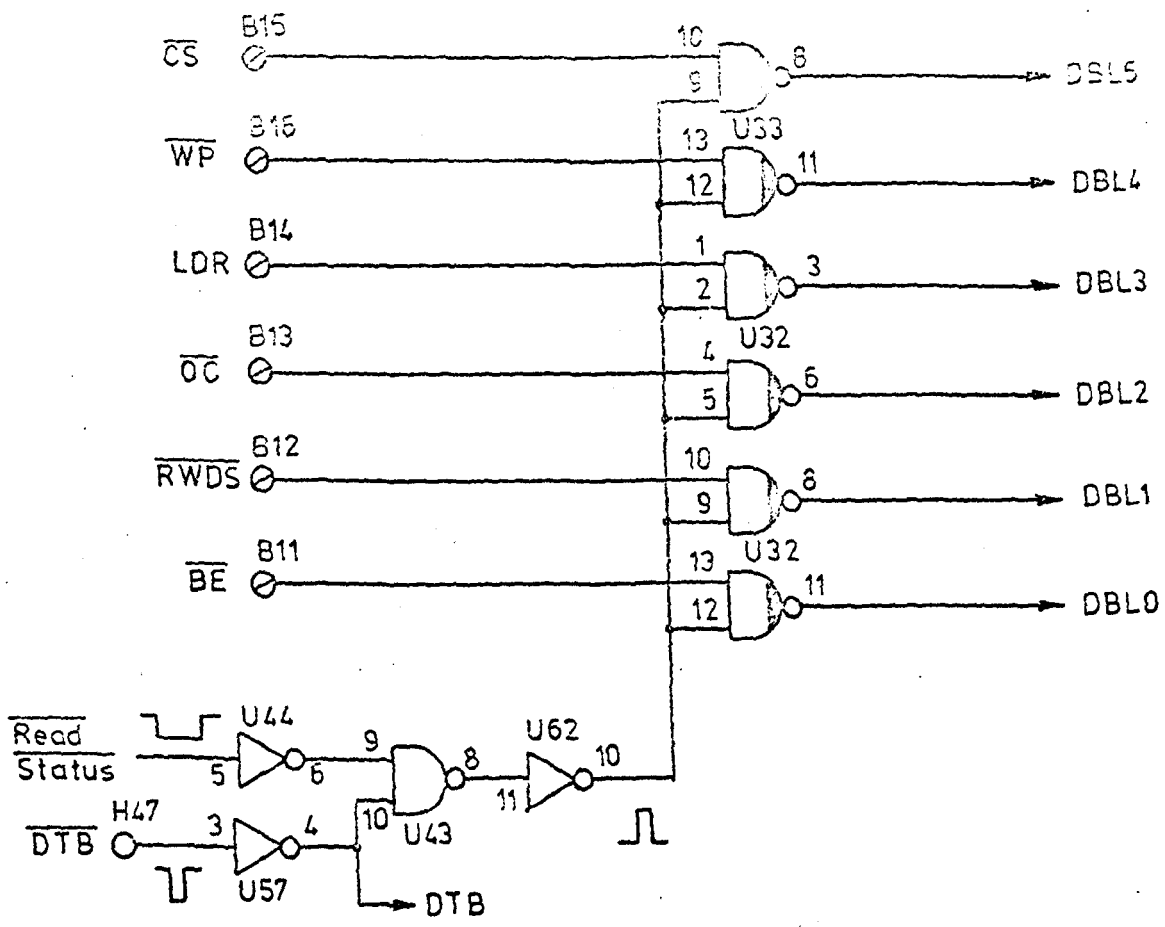 B15
CS
10
9
8
DBL5
U33
B16
WP
13
12
11
DBL4
B14
LDR
1
2
3
DBL3
U32
B13
OC
4
5
6
DBL2
B12
RWDS
10
9
8
DBL1
U32
B11
BE
13
12
11
DBL0
Read
Status
U44
5
6
9
10
8
U43
U62
11
10
H47
DTB
3
4
U57
DTB